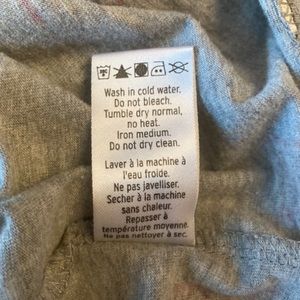 Wash in cold water.
Do not bleach.
Tumble dry normal,
no heat.
Iron medium.
Do not dry clean.
Laver à la machine à
l'eau froide.
Ne pas javelliser.
Secher à la machine
sans chaleur.
Repasser à
température moyenne.
Ne pas nettoyer à sec.